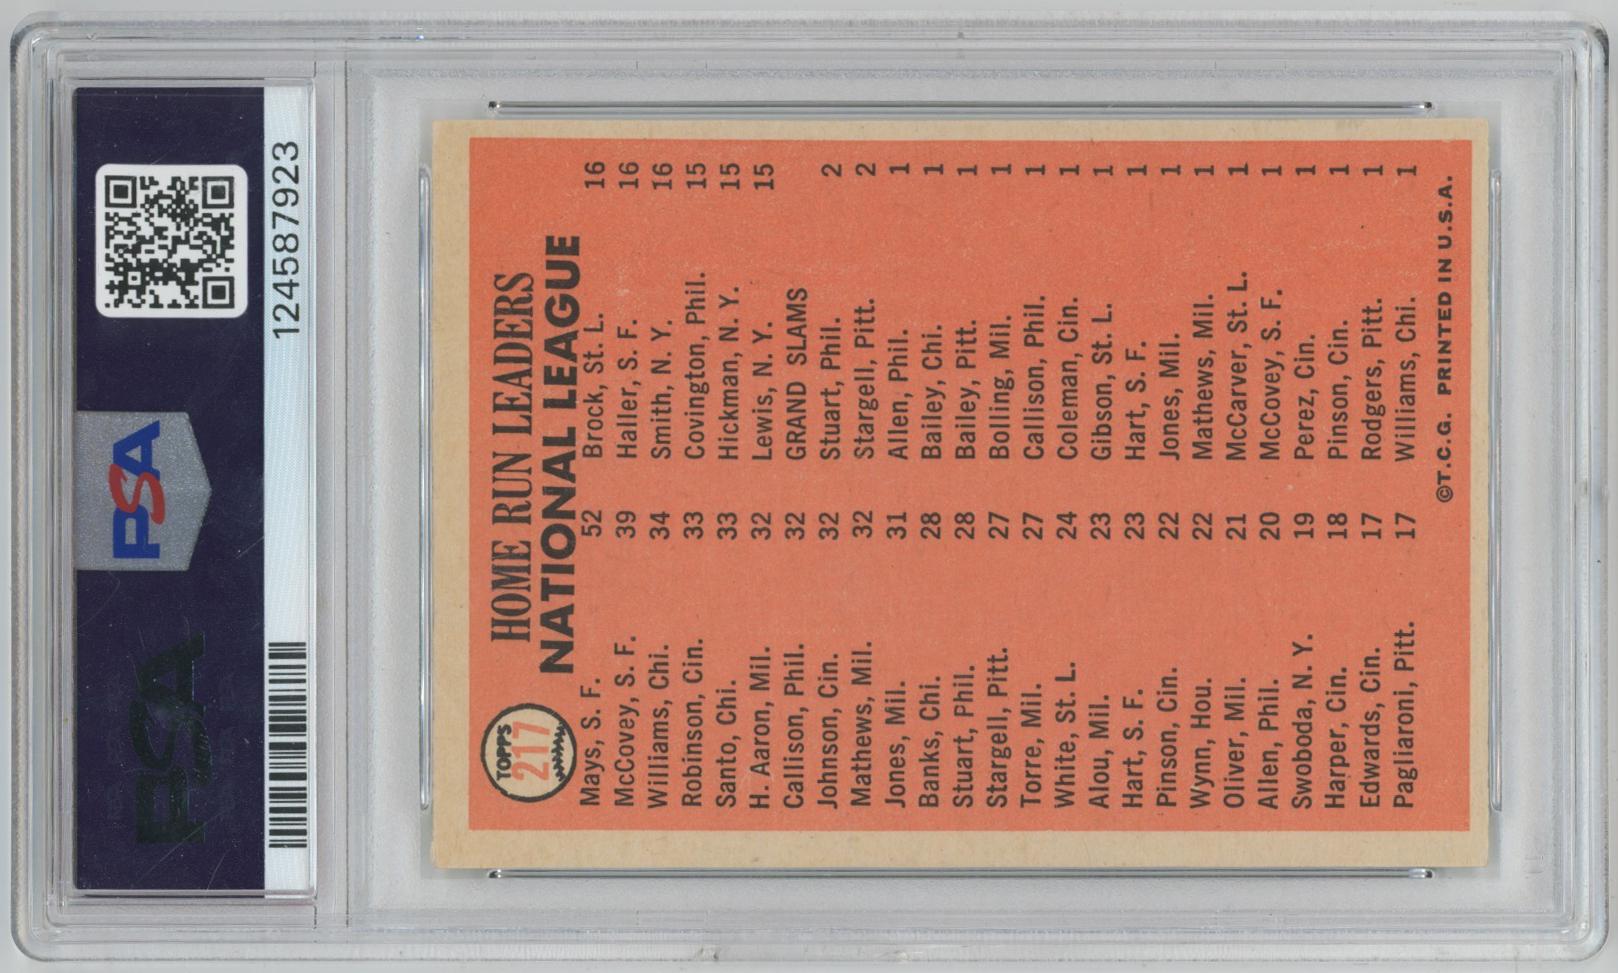 PSA
124587923
PSA
TOPPS
217
HOME RUN LEADERS
NATIONAL LEAGUE
Mays, S. F. 52
McCovey, S. F. 39
Williams, Chi. 34
Robinson, Cin. 33
Santo, Chi. 33
H. Aaron, Mil. 32
Callison, Phil. 32
Johnson, Cin. 32
Mathews, Mil. 32
Jones, Mil. 31
Banks, Chi. 28
Stuart, Phil. 28
Stargell, Pitt. 27
Torre, Mil. 27
White, St. L. 24
Alou, Mil. 23
Hart, S. F. 23
Pinson, Cin. 22
Wynn, Hou. 22
Oliver, Mil. 21
Allen, Phil. 20
Swoboda, N. Y. 19
Harper, Cin. 18
Edwards, Cin. 17
Pagliaroni, Pitt. 17
Brock, St. L. 16
Haller, S. F. 16
Smith, N. Y. 16
Covington, Phil. 15
Hickman, N. Y. 15
Lewis, N. Y. 15
GRAND SLAMS
Stuart, Phil. 2
Stargell, Pitt. 2
Allen, Phil. 1
Bailey, Chi. 1
Bailey, Pitt. 1
Bolling, Mil. 1
Callison, Phil. 1
Coleman, Cin. 1
Gibson, St. L. 1
Hart, S. F. 1
Jones, Mil. 1
Mathews, Mil. 1
McCarver, St. L. 1
McCovey, S. F. 1
Perez, Cin. 1
Pinson, Cin. 1
Rodgers, Pitt. 1
Williams, Chi. 1
©T.C.G. PRINTED IN U.S.A.